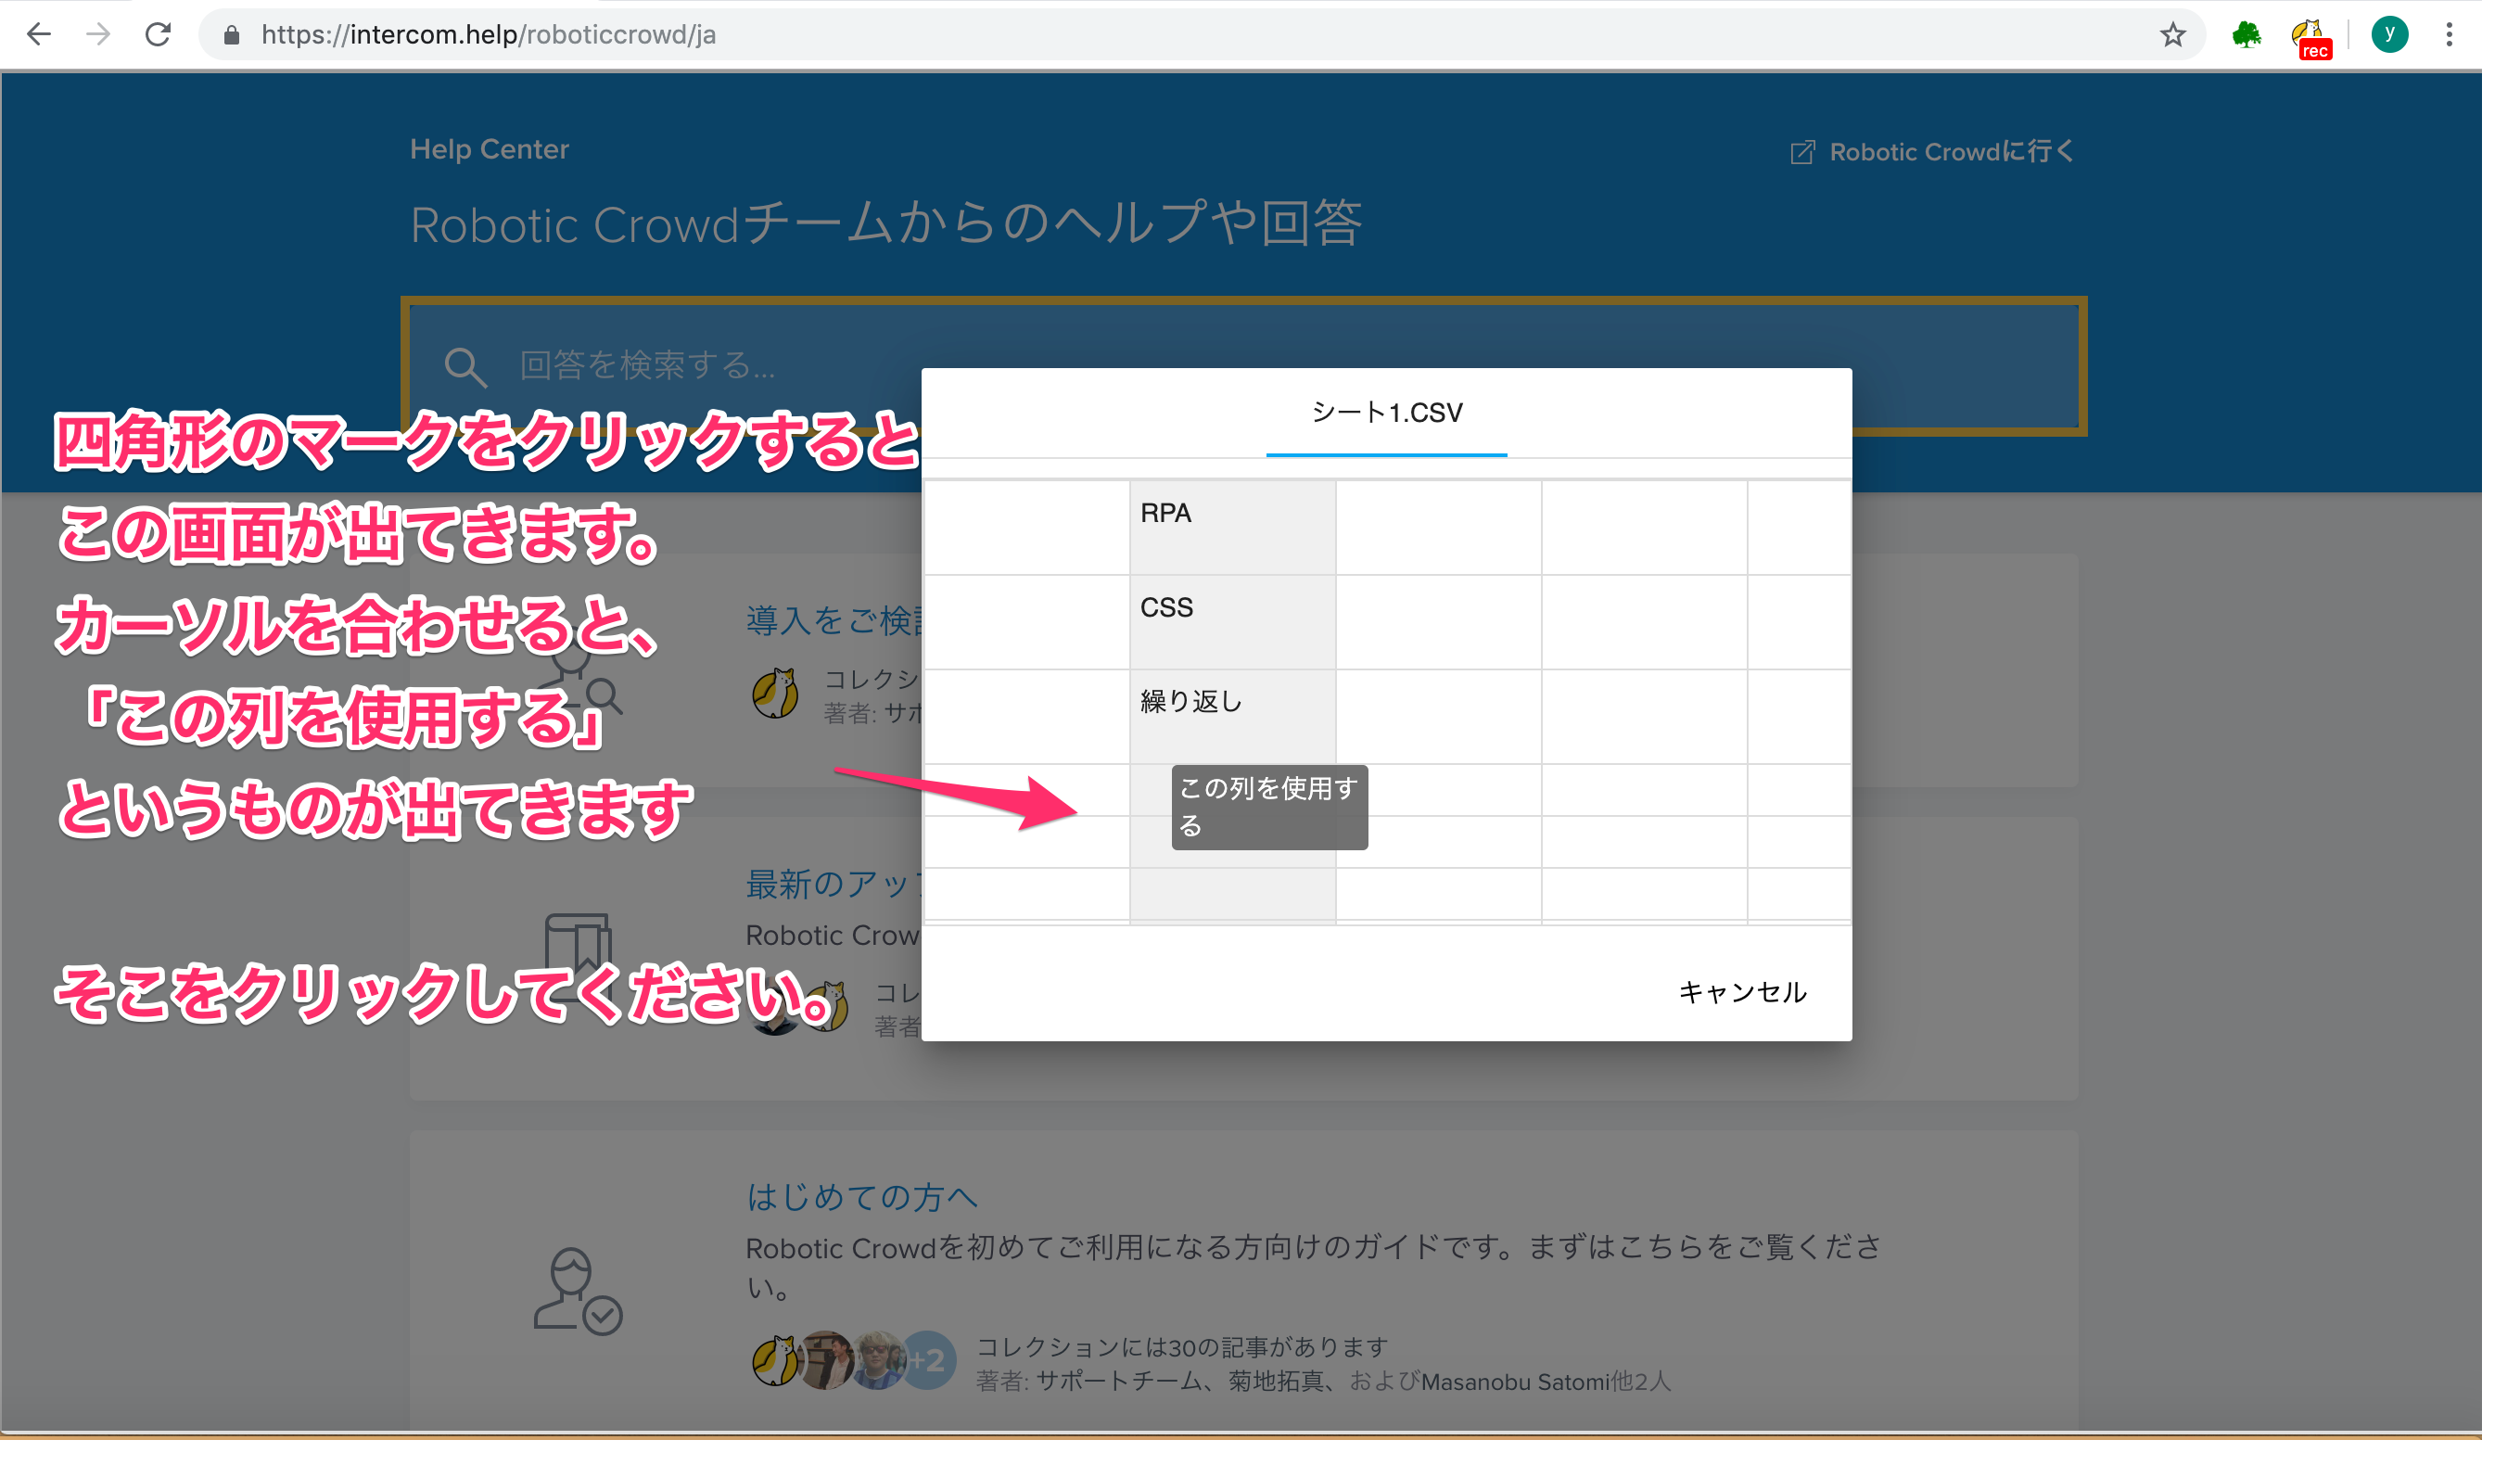 https://intercom.help/roboticcrowd/ja
rec
y
Help Center
Robotic Crowdに行く
Robotic Crowdチームからのヘルプや回答
回答を検索する...
四角形のマークをクリックすると
この画面が出てきます。
カーソルを合わせると、
「この列を使用する」
というものが出てきます
そこをクリックしてください。
シート1.CSV
RPA
CSS
繰り返し
この列を使用す
る
キャンセル
導入をご検
コレクシ
著者: サポ
最新のアッ
Robotic Crow
コレ
著者
はじめての方へ
Robotic Crowdを初めてご利用になる方向けのガイドです。まずはこちらをご覧くださ
い。
+2
コレクションには30の記事があります
著者: サポートチーム、菊地拓真、およびMasanobu Satomi他2人